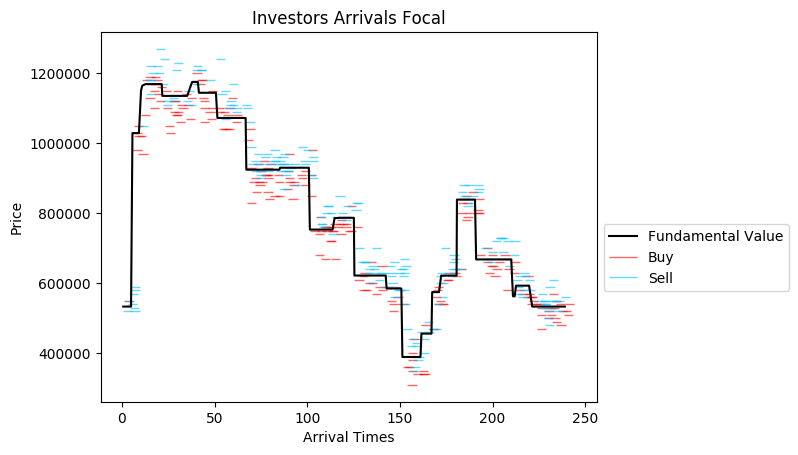 Investors Arrivals Focal
1200000
1000000
800000
600000
400000
Price
0 50 100 150 200 250
Arrival Times
Fundamental Value
Buy
Sell